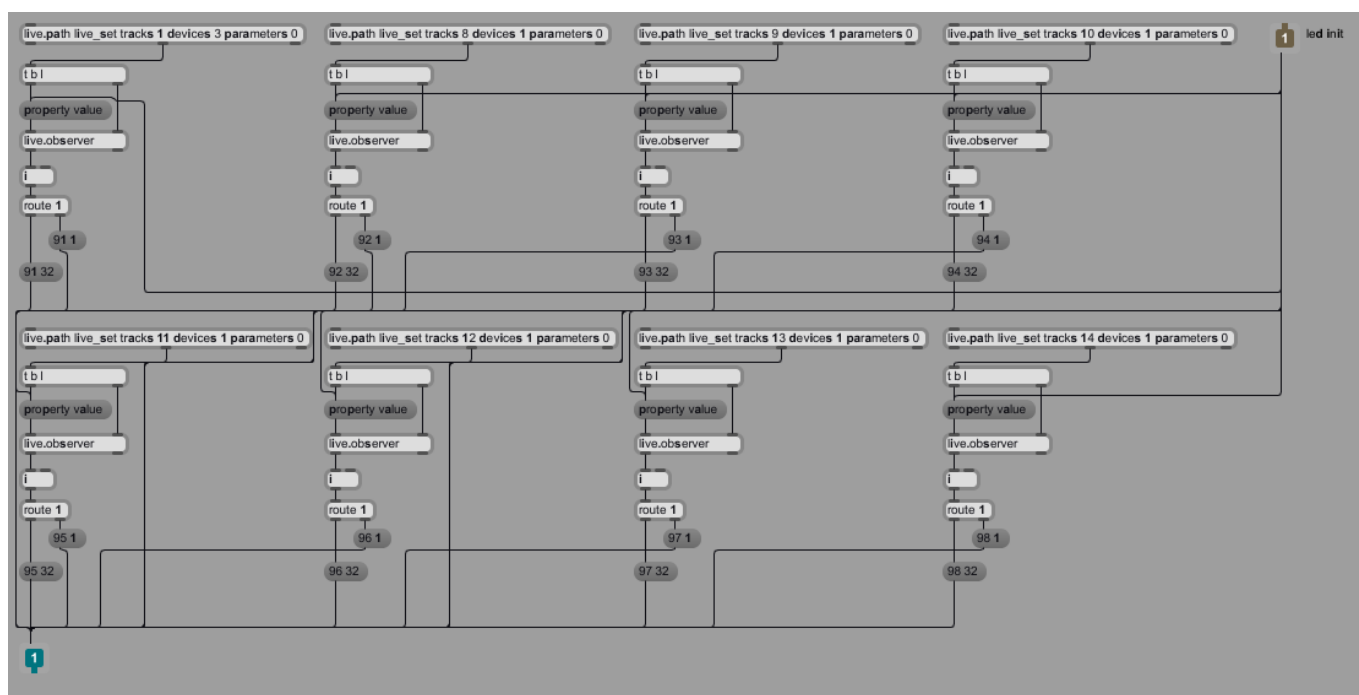 live.path live_set tracks 1 devices 3 parameters 0
live.path live_set tracks 8 devices 1 parameters 0
live.path live_set tracks 9 devices 1 parameters 0
live.path live_set tracks 10 devices 1 parameters 0
1
led init
t b l
t b l
t b l
t b l
property value
property value
property value
property value
live.observer
live.observer
live.observer
live.observer
i
i
i
i
route 1
route 1
route 1
route 1
91 1
92 1
93 1
94 1
91 32
92 32
93 32
94 32
live.path live_set tracks 11 devices 1 parameters 0
live.path live_set tracks 12 devices 1 parameters 0
live.path live_set tracks 13 devices 1 parameters 0
live.path live_set tracks 14 devices 1 parameters 0
t b l
t b l
t b l
t b l
property value
property value
property value
property value
live.observer
live.observer
live.observer
live.observer
i
i
i
i
route 1
route 1
route 1
route 1
95 1
96 1
97 1
98 1
95 32
96 32
97 32
98 32
1